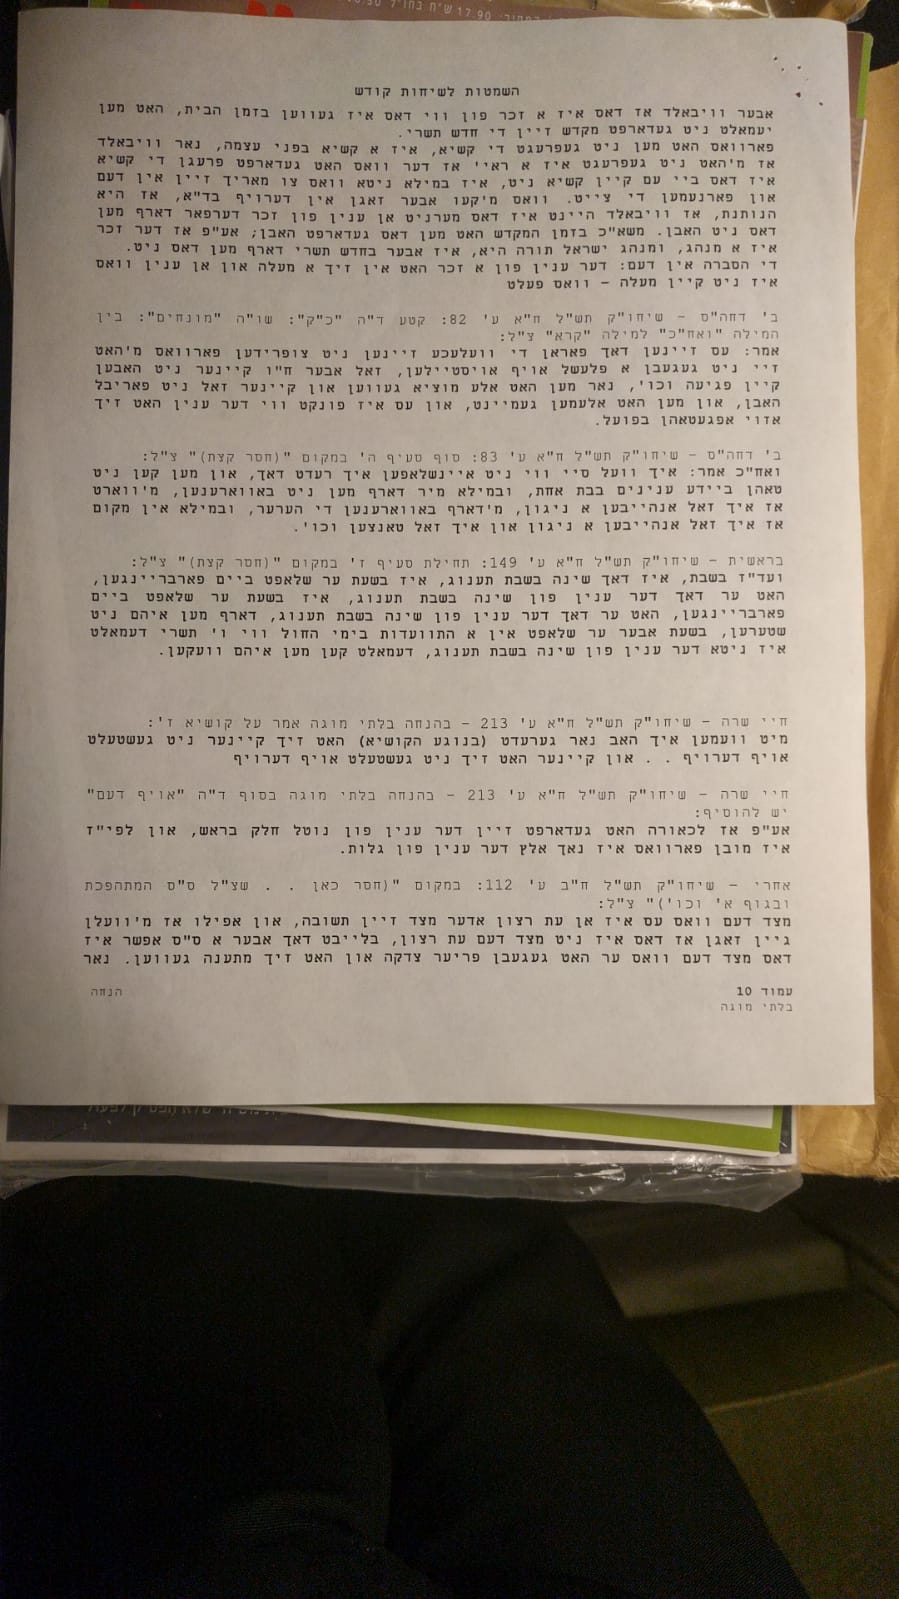 השמטות לשיחות קודש
אבער וויבאלד אז דאס איז א זכר פון ווי דאס איז געווען בזמן הבית, האט מען
יעמאלט ניט געדארפט מקדש זיין די חדש תשרי.
פארוואס האט מען ניט געפרעגט די קשיא, איז א קשיא בפני עצמה, נאר וויבאלד
אז מ'האט ניט געפרעגט איז א ראי' אז דער וואס האט געדארפט פרעגן די קשיא
איז דאס ביי עם קיין קשיא ניט, איז במילא ניטא וואס צו מאריך זיין אין דעם
און פארנעמען די צייט. וואס מ'קעו אבער זאגן אין דערויף בד"א, אז היא
הנותנת, אז וויבאלד היינט איז דאס מערניט אן ענין פון זכר דערפאר דארף מען
דאס ניט האבן. משא"כ בזמן המקדש האט מען דאס געדארפט האבן; אע"פ אז דער זכר
איז א מנהג, ומנהג ישראל תורה היא, איז אבער בחדש תשרי דארף מען דאס ניט.
די הסברה אין דעם: דער ענין פון א זכר האט אין זיך א מעלה און אן ענין וואס
איז ניט קיין מעלה – וואס פעלט
ב' דחה"ס – שיחו"ק תש"ל ח"א ע' 82: קטע ד"ה "כ"ק": שו"ה "מונחים": בין
המילה "ואח"כ" למילה "קרא" צ"ל:
אמר: עס זיינען דאך פאראן די וועלעכע זיינען ניט צופרידען פארוואס מ'האט
זיי ניט געגעבן א פלעשל אויף אויסטיילען, זאל אבער ח"ו קיינער ניט האבען
קיין פגיעה וכו', נאר מען האט אלע מוציא געווען און קיינער זאל ניט פאריבל
האבן, און מען האט אלעמען געמיינט, און עס איז פונקט ווי דער ענין האט זיך
אזוי אפגעטאהן בפועל.
ב' דחה"ס – שיחו"ק תש"ל ח"א ע' 83: סוף סעיף ה' במקום "(חסר קצת)" צ"ל:
ואח"כ אמר: איך וועל סיי ווי ניט איינשלאפען איך רעדט דאך, און מען קען ניט
טאהן ביידע ענינים בבת אחת, ובמילא מיר דארף מען ניט באווארענען, מ'ווארט
אז איך זאל אנהייבען א ניגון, מ'דארף באווארענען די הערער, ובמילא אין מקום
אז איך זאל אנהייבען א ניגון און איך זאל טאנצען וכו'.
בראשית – שיחו"ק תש"ל ח"א ע' 149: תחילת סעיף ז' במקום "(חסר קצת)" צ"ל:
ועד"ז בשבת, איז דאך שינה בשבת תענוג, איז בשעת ער שלאפט ביים פארבריינגען,
האט ער דאך דער ענין פון שינה בשבת תענוג, איז בשעת ער שלאפט ביים
פארבריינגען, האט ער דאך דער ענין פון שינה בשבת תענוג, דארף מען איהם ניט
שטערען, בשעת אבער ער שלאפט אין א התוועדות בימי החול ווי ו' תשרי דעמאלט
איז ניטא דער ענין פון שינה בשבת תענוג, דעמאלט קען מען איהם וועקען.
חיי שרה – שיחו"ק תש"ל ח"א ע' 213 – בהנחה בלתי מוגה אמר על קושיא ז':
מיט וועמען איך האב נאר גערעדט (בנוגע הקושיא) האט זיך קיינער ניט געשטעלט
אויף דערויף . . און קיינער האט זיך ניט געשטעלט אויף דערויף
חיי שרה – שיחו"ק תש"ל ח"א ע' 213 – בהנחה בלתי מוגה בסוף ד"ה "אויף דעם"
יש להוסיף:
אע"פ אז לכאורה האט געדארפט זיין דער ענין פון נוטל חלק בראש, און לפי"ז
איז מובן פארוואס איז נאך אלץ דער ענין פון גלות.
אחרי – שיחו"ק תש"ל ח"ב ע' 112: במקום "(חסר כאן . . שצ"ל ס"ס המתהפכת
ובגוף א' וכו')" צ"ל:
מצד דעם וואס עס איז אן עת רצון אדער מצד זיין תשובה, און אפילו אז מ'וועלן
גיין זאגן אז דאס איז ניט מצד דעם עת רצון, בלייבט דאך אבער א ס"ס אפשר איז
דאס מצד דעם וואס ער האט געגעבן פריער צדקה און האט זיך מתענה געווען. נאר
עמוד 10 הנחה
בלתי מוגה